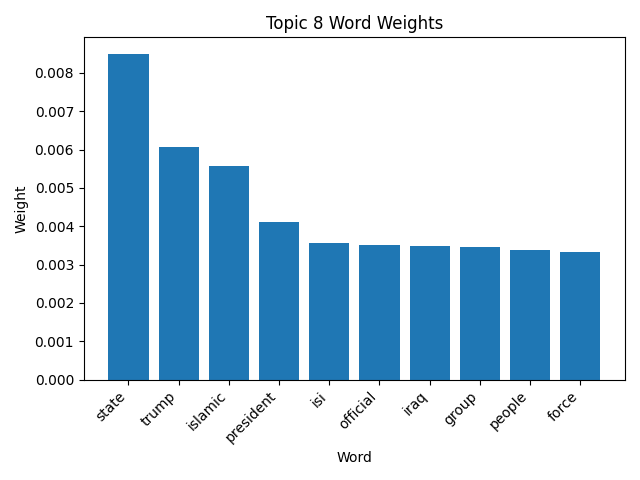 Topic 8 Word Weights
Weight
0.008
0.007
0.006
0.005
0.004
0.003
0.002
0.001
0.000
state
trump
islamic
president
isi
official
iraq
group
people
force
Word